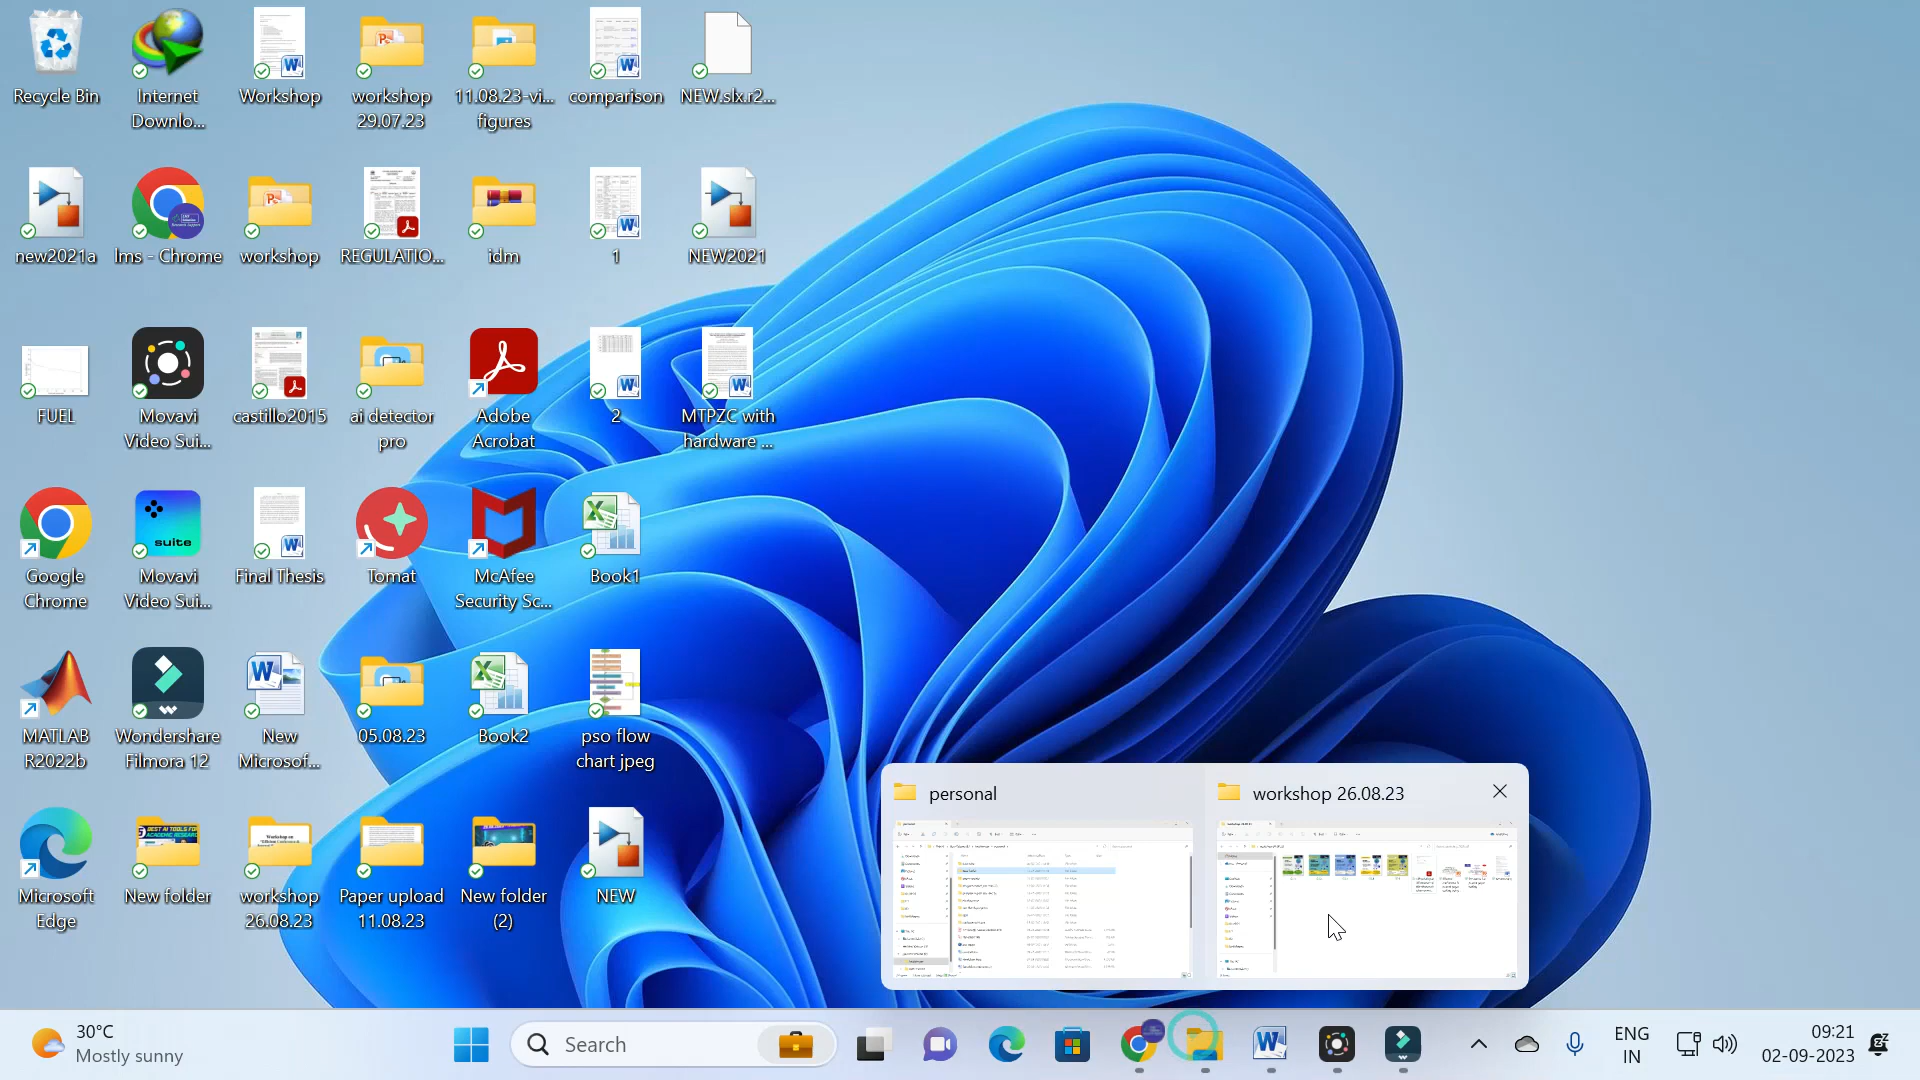 Recycle Bin
Internet
Downlo...
Workshop
workshop
29.07.23
11.08.23-vi...
figures
comparison
NEW.slx.r2...
new2021a
lms - Chrome
workshop
REGULATIO...
idm
1
NEW2021
FUEL
Movavi
Video Sui...
castillo2015
ai detector
pro
Adobe
Acrobat
2
MTPZC with
hardware ...
suite
Google
Chrome
Movavi
Video Sui...
Final Thesis
Tomat
McAfee
Security Sc...
Book1
MATLAB
R2022b
Wondershare
Filmora 12
New
Microsof...
05.08.23
Book2
pso flow
chart jpeg
Microsoft
Edge
New folder
workshop
26.08.23
Paper upload
11.08.23
New folder
(2)
NEW
personal
workshop 26.08.23
30°C
Mostly sunny
Search
ENG
IN
09:21
02-09-2023